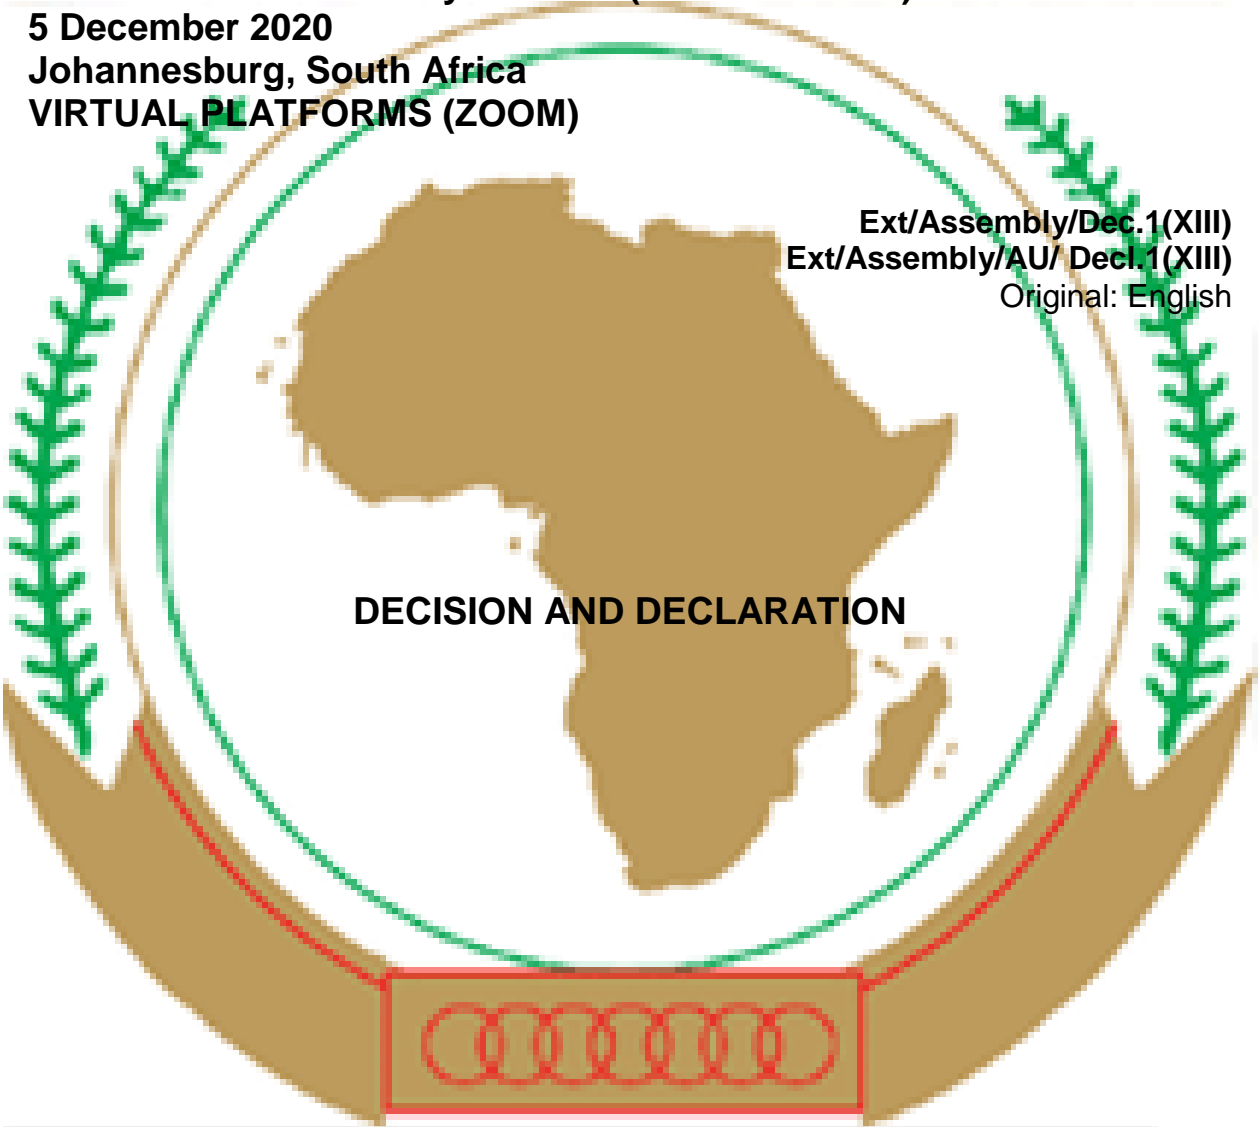 5 December 2020
Johannesburg, South Africa
VIRTUAL PLATFORMS (ZOOM)
Ext/Assembly/Dec.1(XIII)
Ext/Assembly/AU/ Decl.1(XIII)
Original: English
DECISION AND DECLARATION